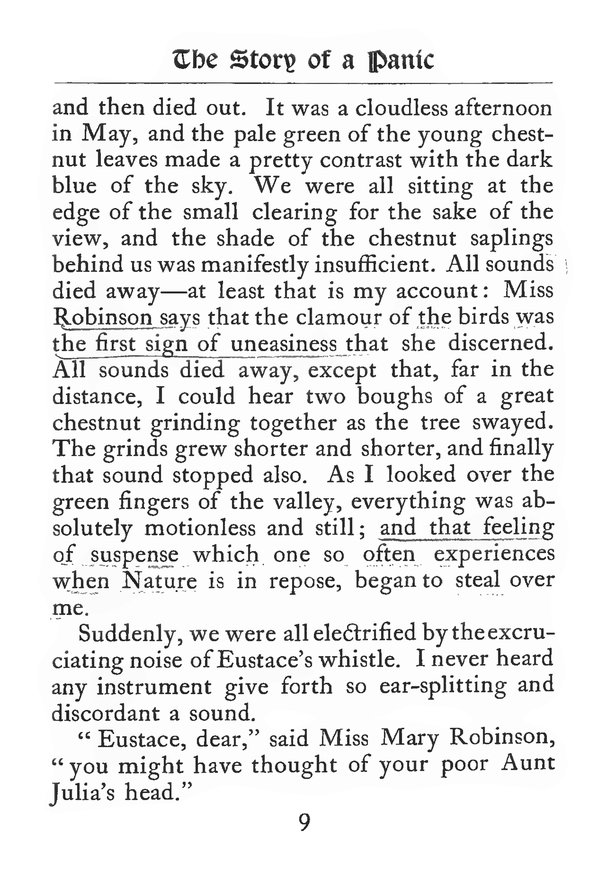 The Story of a Panic
and then died out. It was a cloudless afternoon
in May, and the pale green of the young chest-
nut leaves made a pretty contrast with the dark
blue of the sky. We were all sitting at the
edge of the small clearing for the sake of the
view, and the shade of the chestnut saplings
behind us was manifestly insufficient. All sounds
died away—at least that is my account: Miss
Robinson says that the clamour of the birds was
the first sign of uneasiness that she discerned.
All sounds died away, except that, far in the
distance, I could hear two boughs of a great
chestnut grinding together as the tree swayed.
The grinds grew shorter and shorter, and finally
that sound stopped also. As I looked over the
green fingers of the valley, everything was ab-
solutely motionless and still; and that feeling
of suspense which one so often experiences
when Nature is in repose, began to steal over
me.
Suddenly, we were all electrified by the excru-
ciating noise of Eustace's whistle. I never heard
any instrument give forth so ear-splitting and
discordant a sound.
“Eustace, dear,” said Miss Mary Robinson,
“you might have thought of your poor Aunt
Julia's head.”
9